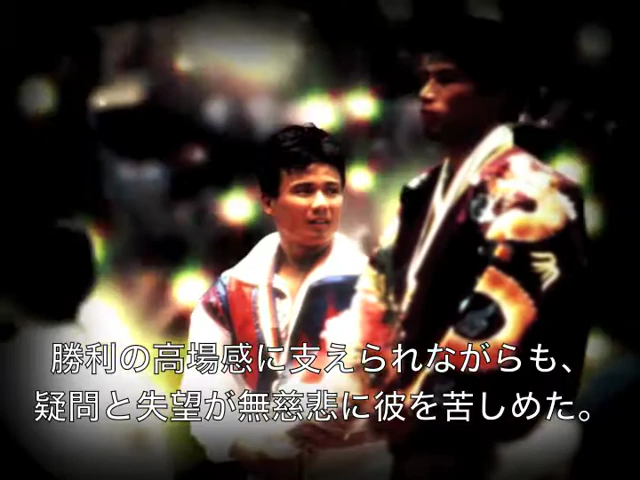 勝利の高場感に支えられながらも、
疑問と失望が無慈悲に彼を苦しめた。